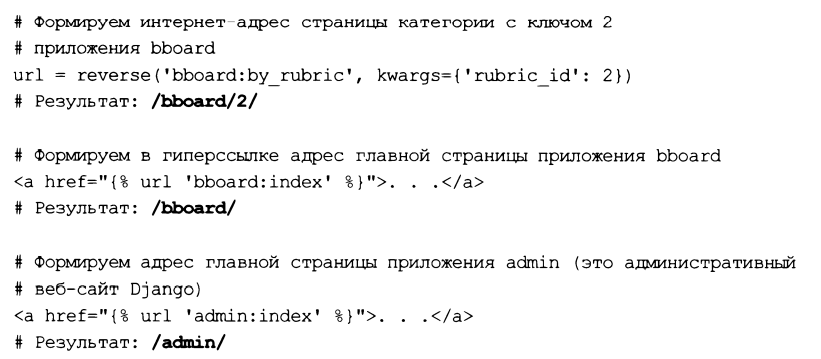 # Формируем интернет-адрес страницы категории с ключом 2
# приложения bboard
url = reverse('bboard:by_rubric', kwargs={'rubric_id': 2})
# Результат: /bboard/2/
# Формируем в гиперссылке адрес главной страницы приложения bboard
<a href="{% url 'bboard:index' %}">. . .</a>
# Результат: /bboard/
# Формируем адрес главной страницы приложения admin (это административный
# веб-сайт Django)
<a href="{% url 'admin:index' %}">. . .</a>
# Результат: /admin/